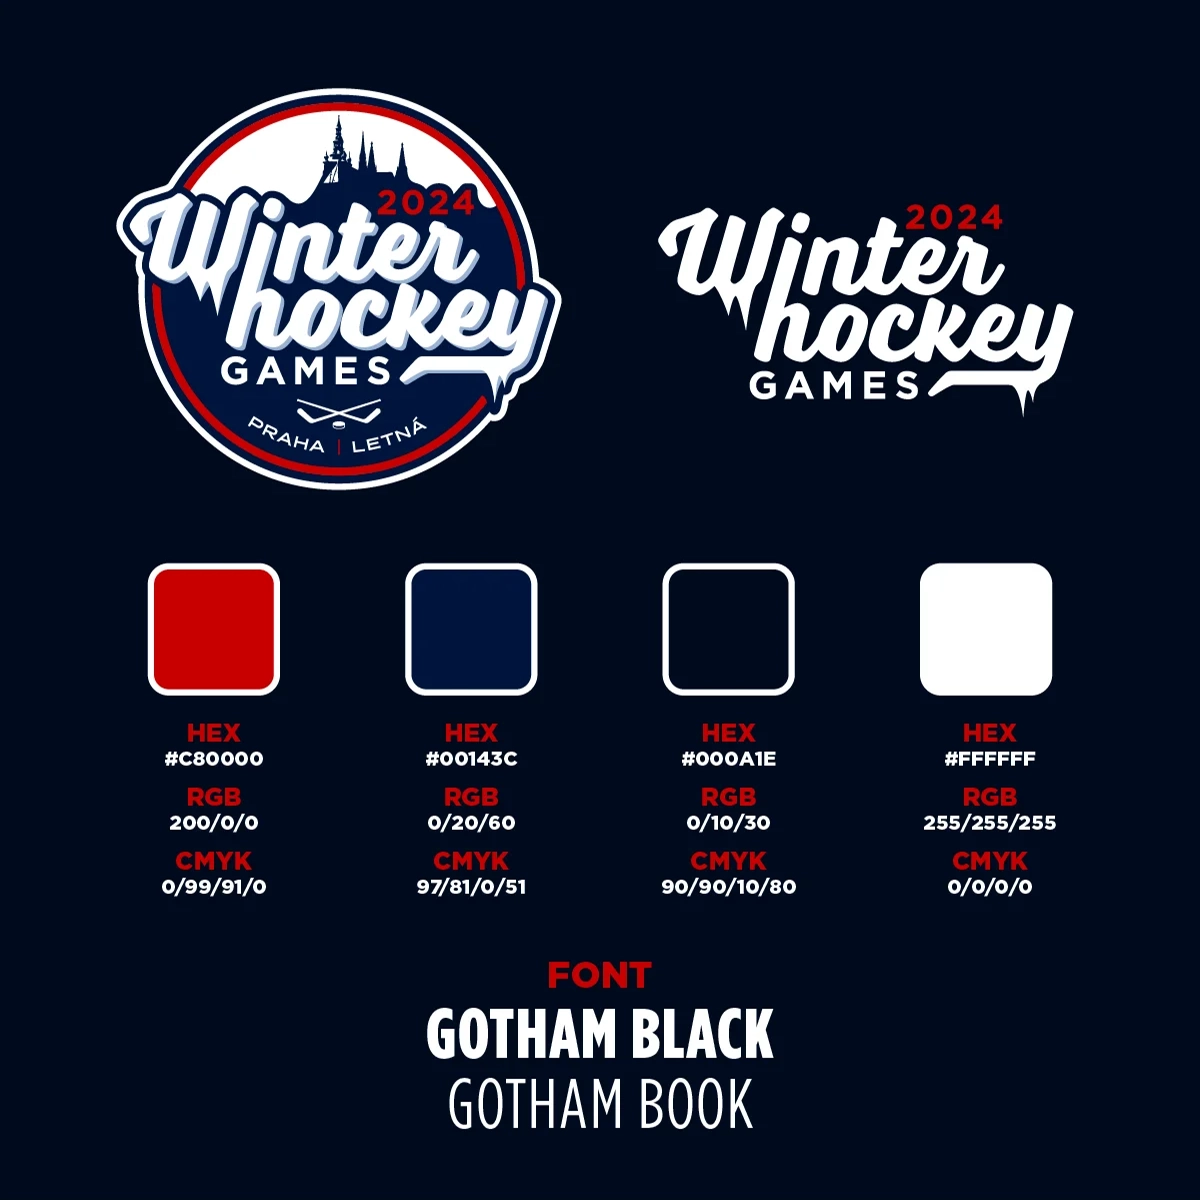 2024
Winter
hockey
GAMES
PRAHA | LETNÁ
2024
Winter
hockey
GAMES
HEX
#C80000
RGB
200/0/0
CMYK
0/99/91/0
HEX
#00143C
RGB
0/20/60
CMYK
97/81/0/51
HEX
#000A1E
RGB
0/10/30
CMYK
90/90/10/80
HEX
#FFFFFF
RGB
255/255/255
CMYK
0/0/0/0
FONT
GOTHAM BLACK
GOTHAM BOOK